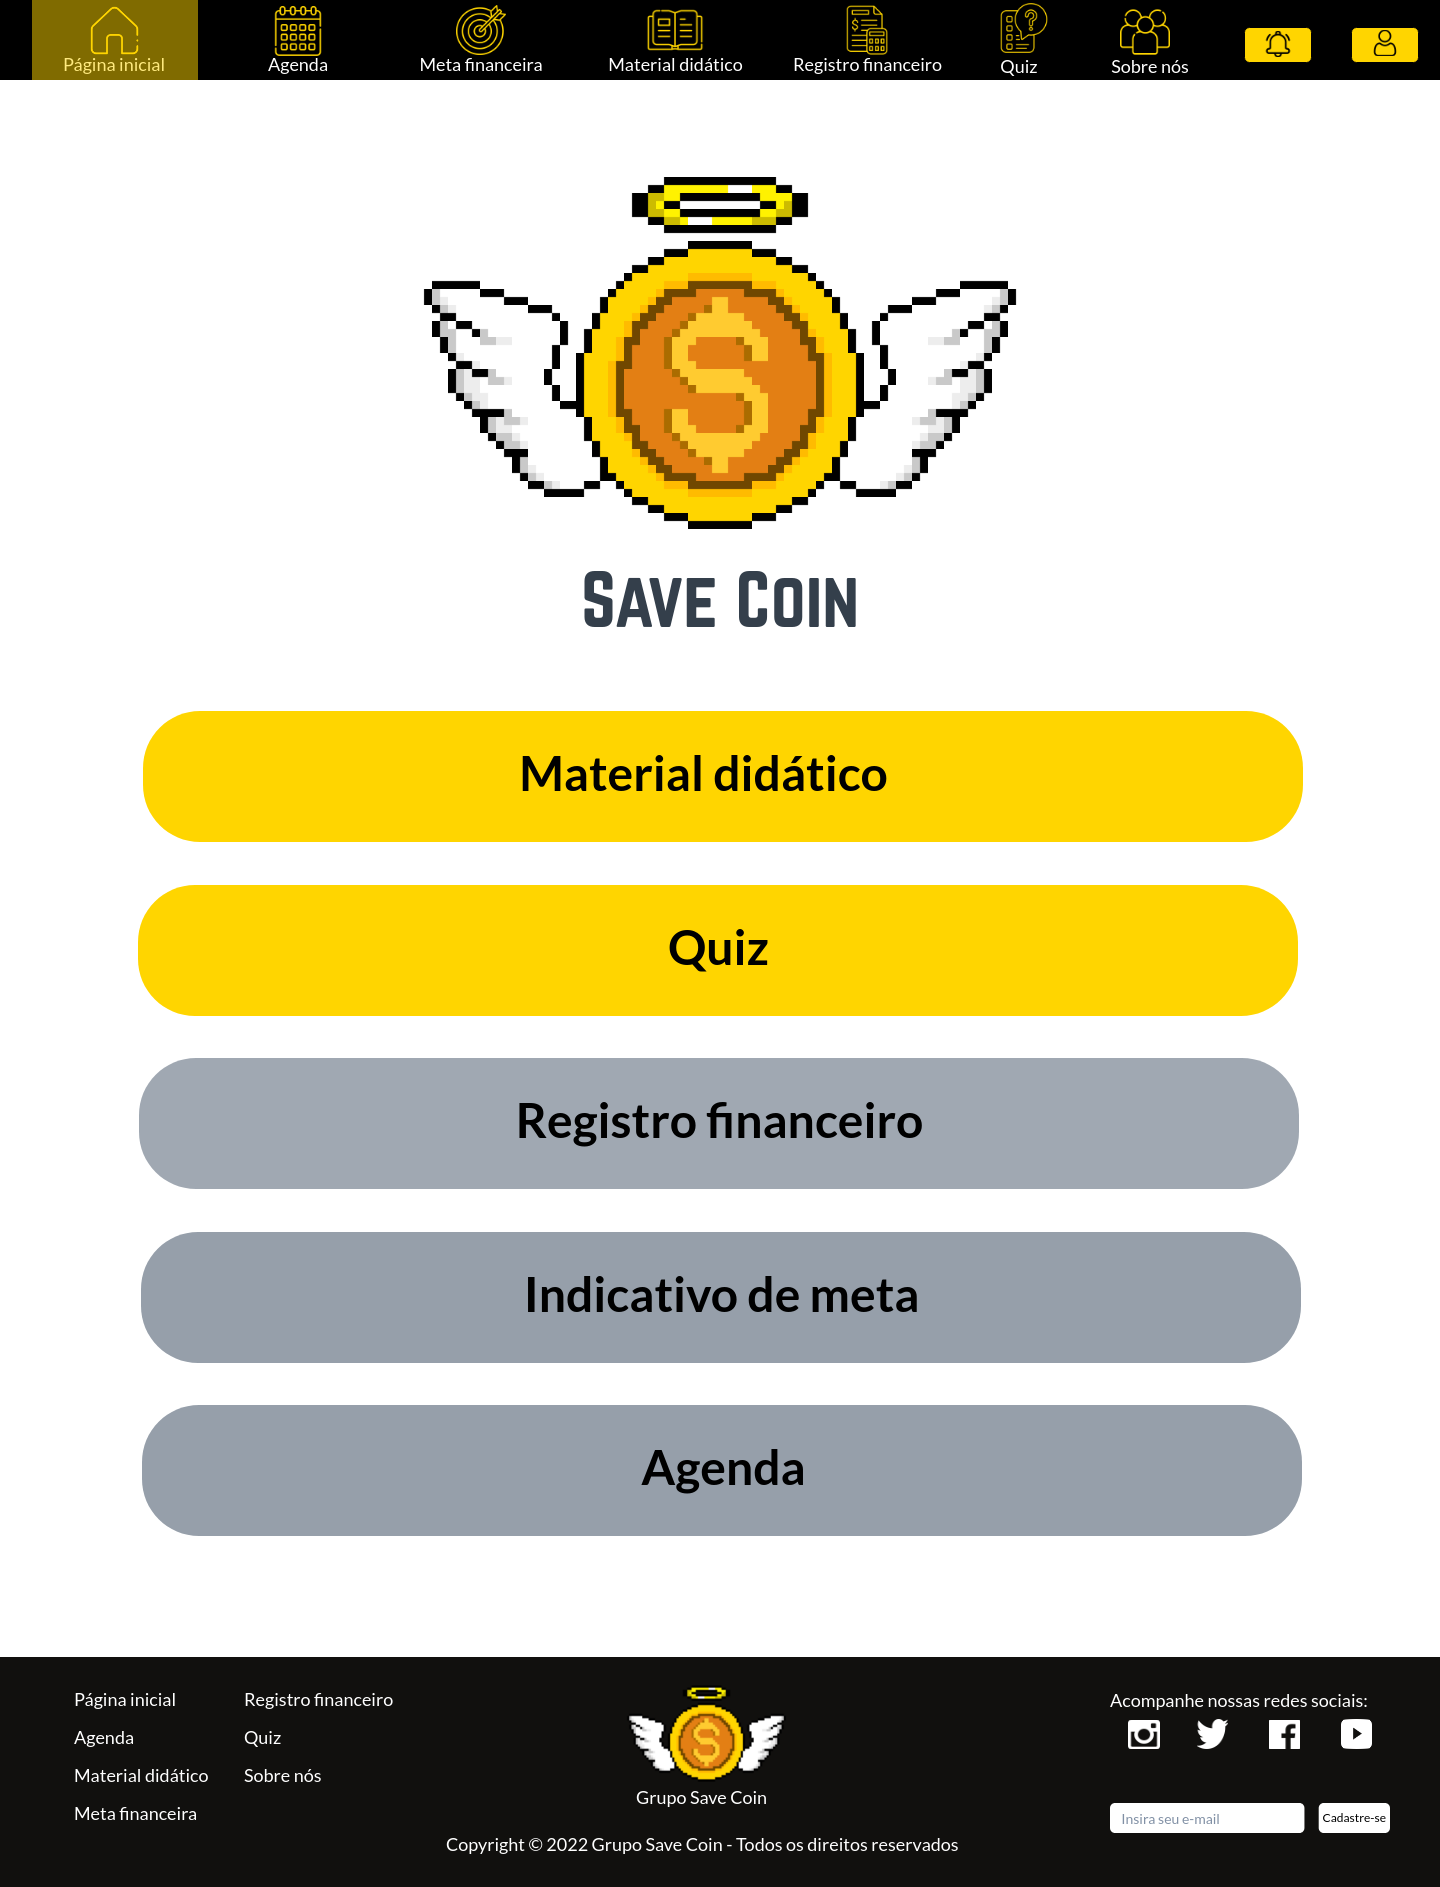 Página inicial
Agenda
Meta financeira
Material didático
Registro financeiro
Quiz
Sobre nós
Save Coin
Material didático
Quiz
Registro financeiro
Indicativo de meta
Agenda
Página inicial
Agenda
Material didático
Meta financeira
Registro financeiro
Quiz
Sobre nós
Grupo Save Coin
Copyright © 2022 Grupo Save Coin - Todos os direitos reservados
Acompanhe nossas redes sociais:
Insira seu e-mail
Cadastre-se